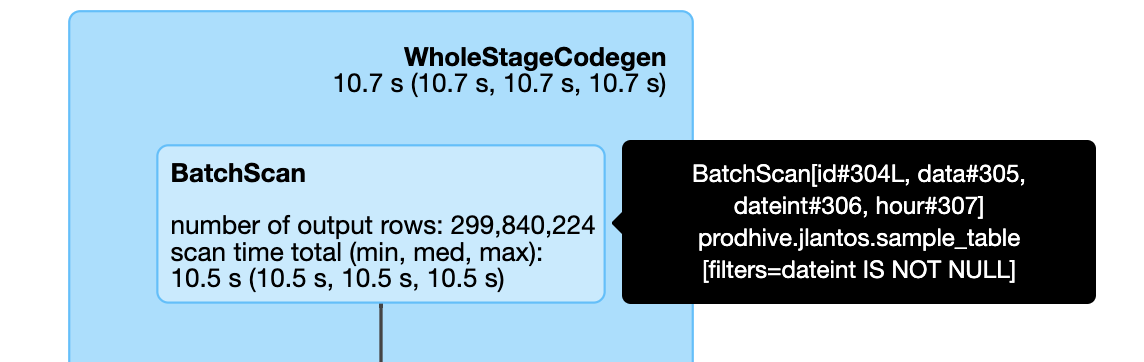 WholeStageCodegen
10.7 s (10.7 s, 10.7 s, 10.7 s)
BatchScan
number of output rows: 299,840,224
scan time total (min, med, max):
10.5 s (10.5 s, 10.5 s, 10.5 s)
BatchScan[id#304L, data#305,
dateint#306, hour#307]
prodhive.jlantos.sample_table
[filters=dateint IS NOT NULL]